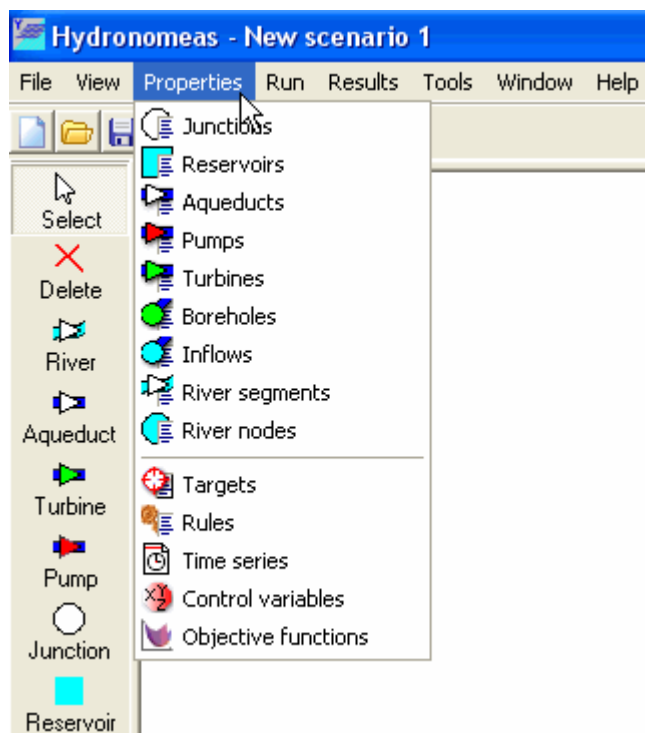 Hydronomeas - New scenario 1
File View Properties Run Results Tools Window Help
Junctions
Reservoirs
Aqueducts
Pumps
Turbines
Boreholes
Inflows
River segments
River nodes
Targets
Rules
Time series
Control variables
Objective functions
Select
Delete
River
Aqueduct
Turbine
Pump
Junction
Reservoir